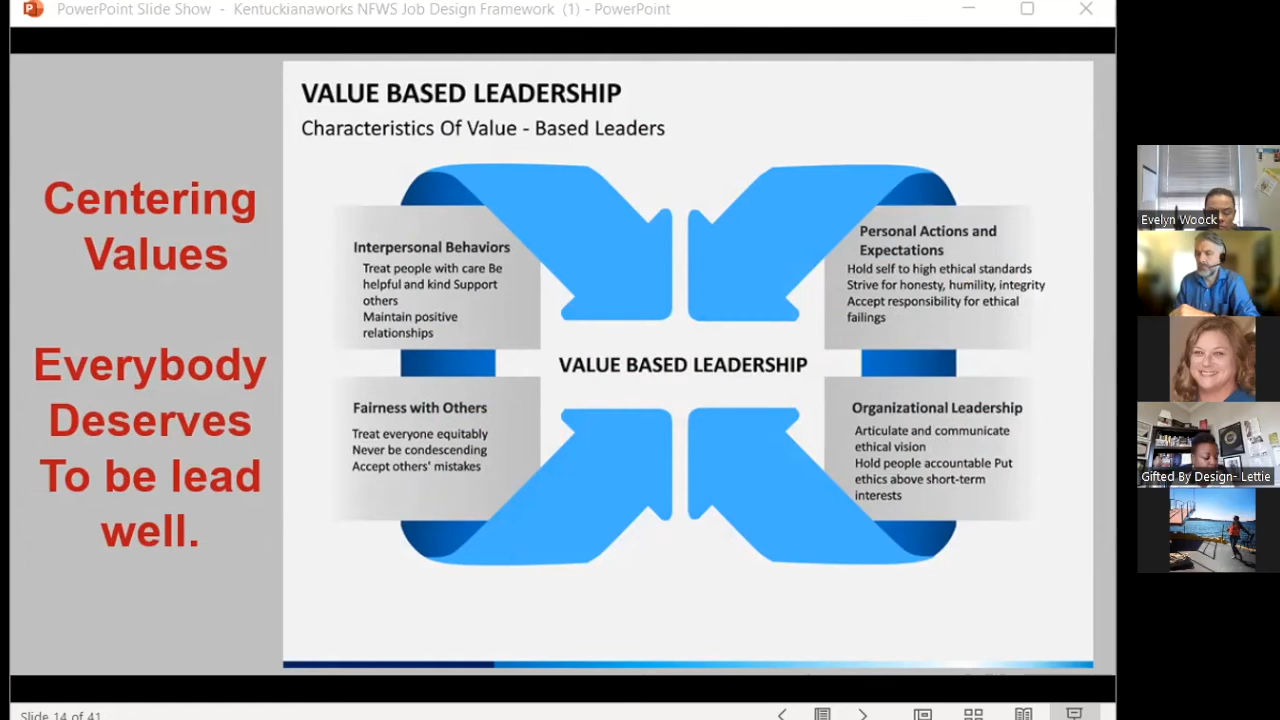 PowerPoint Slide Show - Kentuckianaworks NFWS Job Design Framework (1) - PowerPoint
Centering
Values
Everybody
Deserves
To be lead
well.
VALUE BASED LEADERSHIP
Characteristics Of Value - Based Leaders
Interpersonal Behaviors
Treat people with care Be
helpful and kind Support
others
Maintain positive
relationships
Personal Actions and
Expectations
Hold self to high ethical standards
Strive for honesty, humility, integrity
Accept responsibility for ethical
failings
VALUE BASED LEADERSHIP
Fairness with Others
Treat everyone equitably
Never be condescending
Accept others' mistakes
Organizational Leadership
Articulate and communicate
ethical vision
Hold people accountable Put
ethics above short-term
interests
Evelyn Woock
Gifted By Design- Lettie
Slide 14 of 41